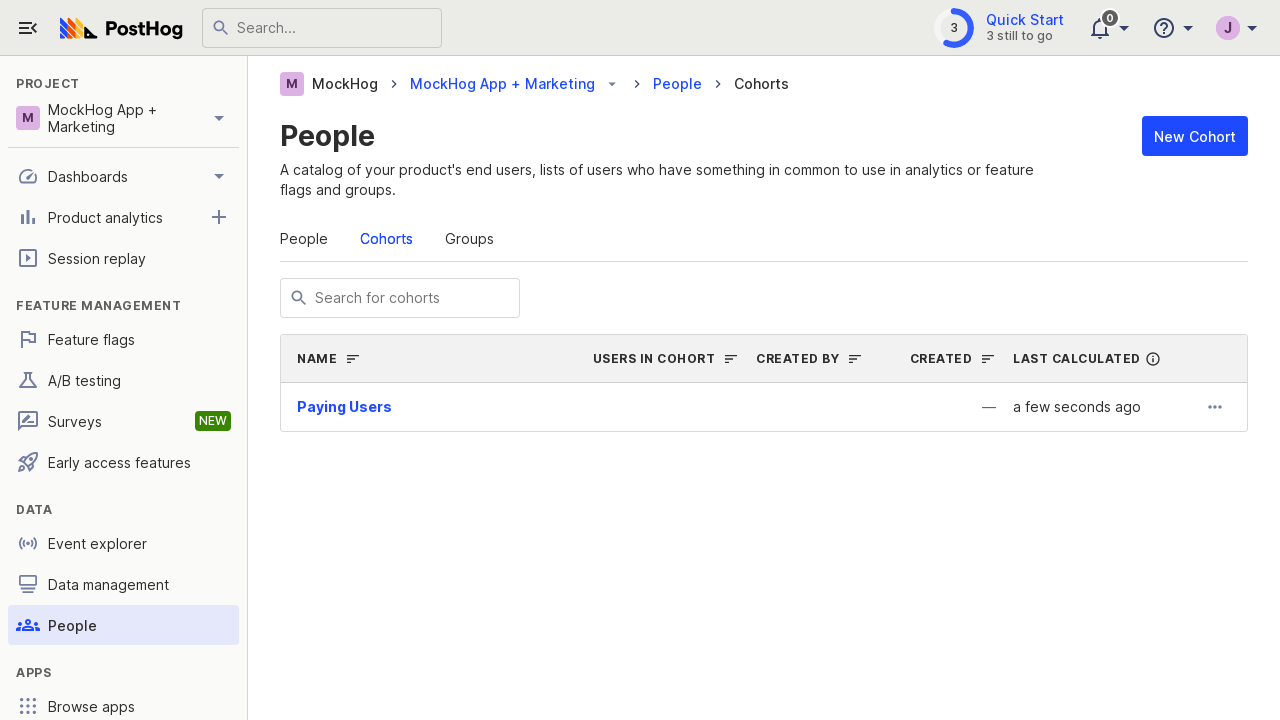 PostHog
Search...
3
Quick Start
3 still to go
0
J
PROJECT
M
MockHog App +
Marketing
Dashboards
Product analytics
Session replay
FEATURE MANAGEMENT
Feature flags
A/B testing
Surveys
NEW
Early access features
DATA
Event explorer
Data management
People
APPS
Browse apps
M MockHog MockHog App + Marketing People Cohorts
People
New Cohort
A catalog of your product's end users, lists of users who have something in common to use in analytics or feature
flags and groups.
People Cohorts Groups
Search for cohorts
NAME USERS IN COHORT CREATED BY CREATED LAST CALCULATED
Paying Users — a few seconds ago